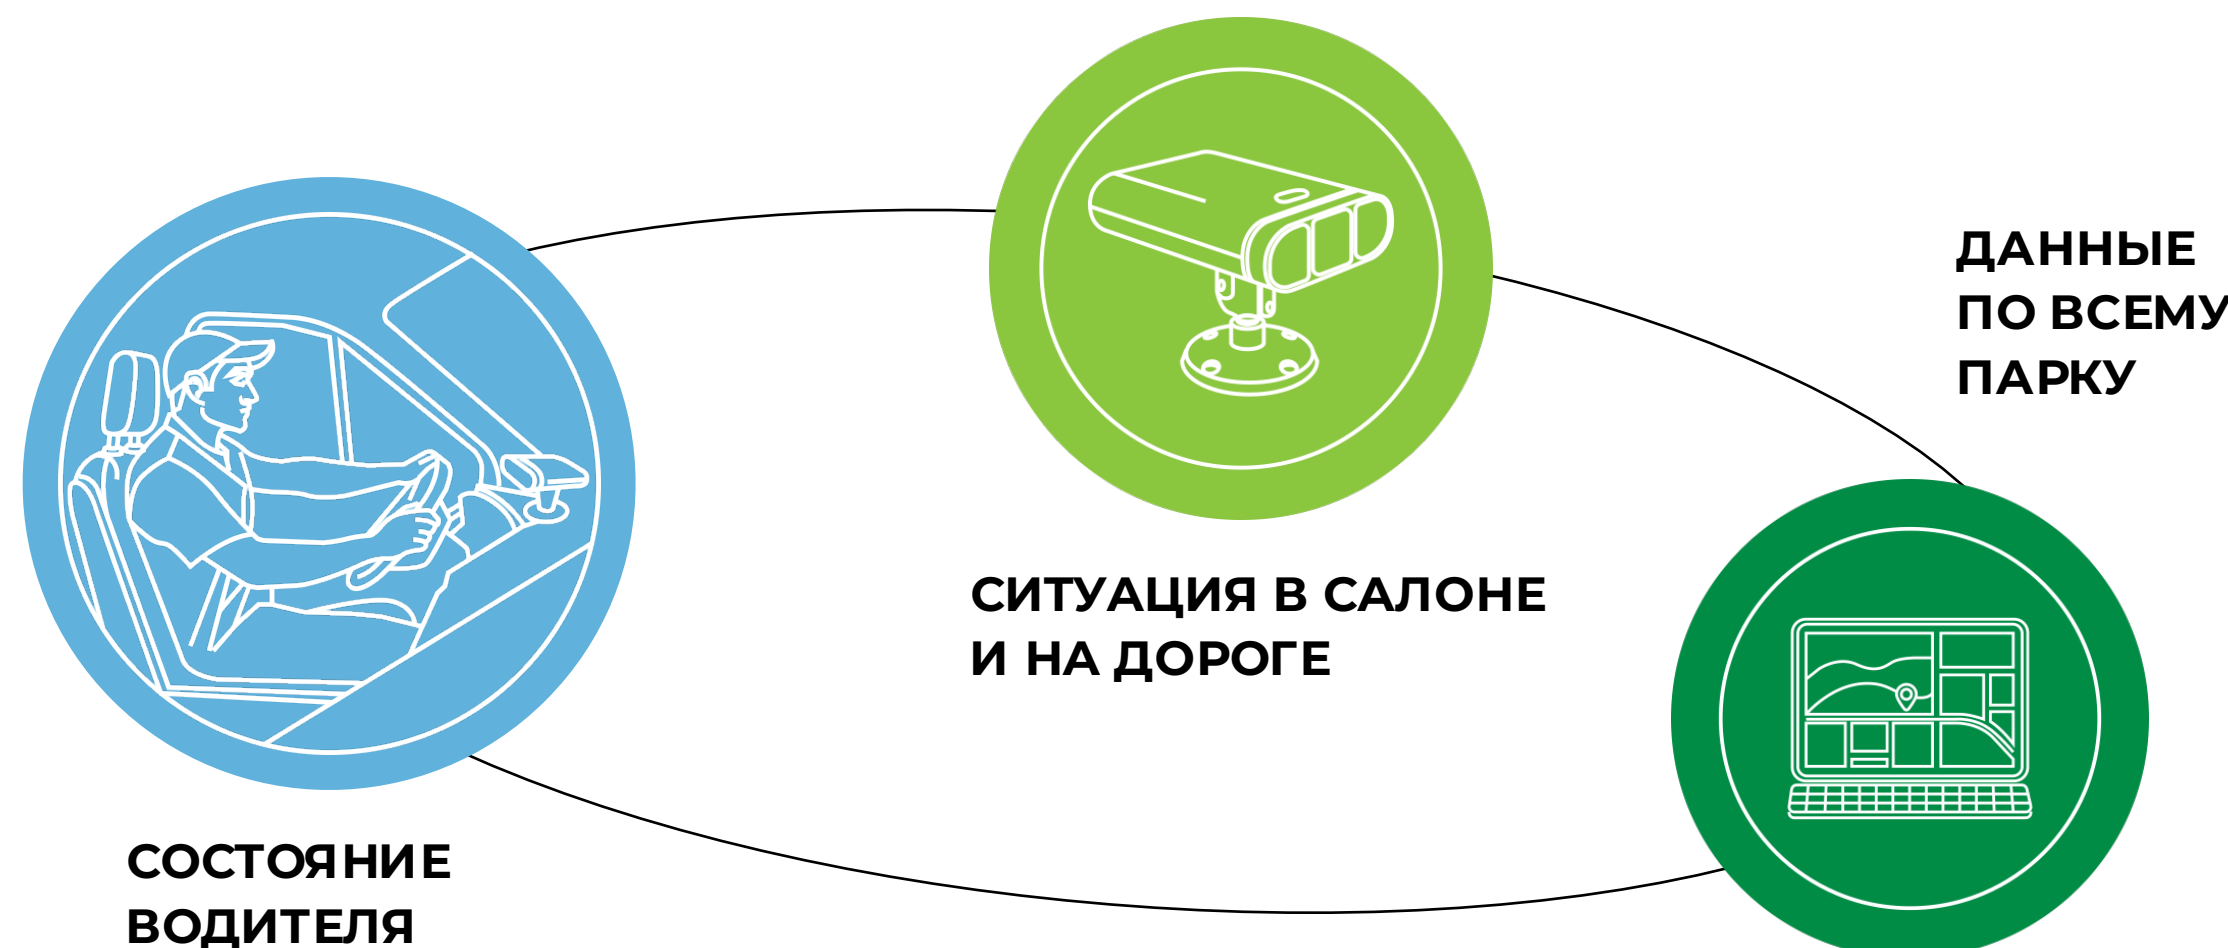 ДАННЫЕ
ПО ВСЕМУ
ПАРКУ
СИТУАЦИЯ В САЛОНЕ
И НА ДОРОГЕ
СОСТОЯНИЕ
ВОДИТЕЛЯ